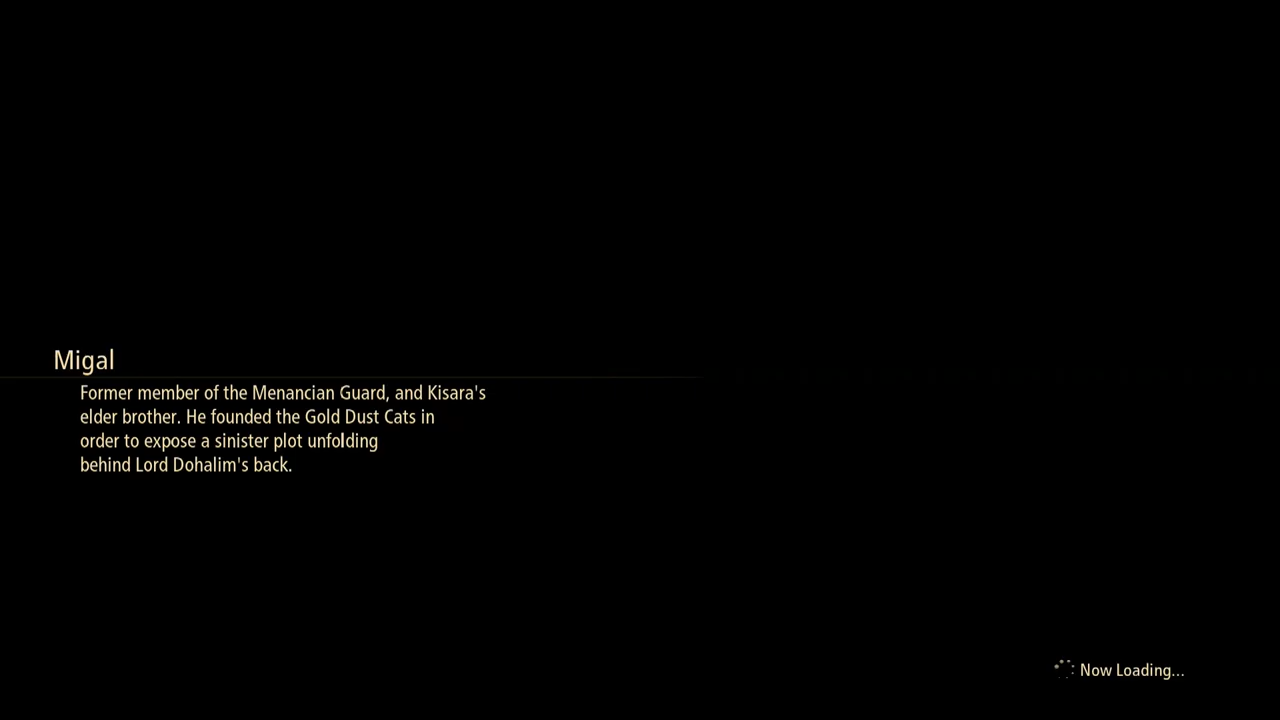 Migal
Former member of the Menancian Guard, and Kisara's
elder brother. He founded the Gold Dust Cats in
order to expose a sinister plot unfolding
behind Lord Dohalim's back.
Now Loading...